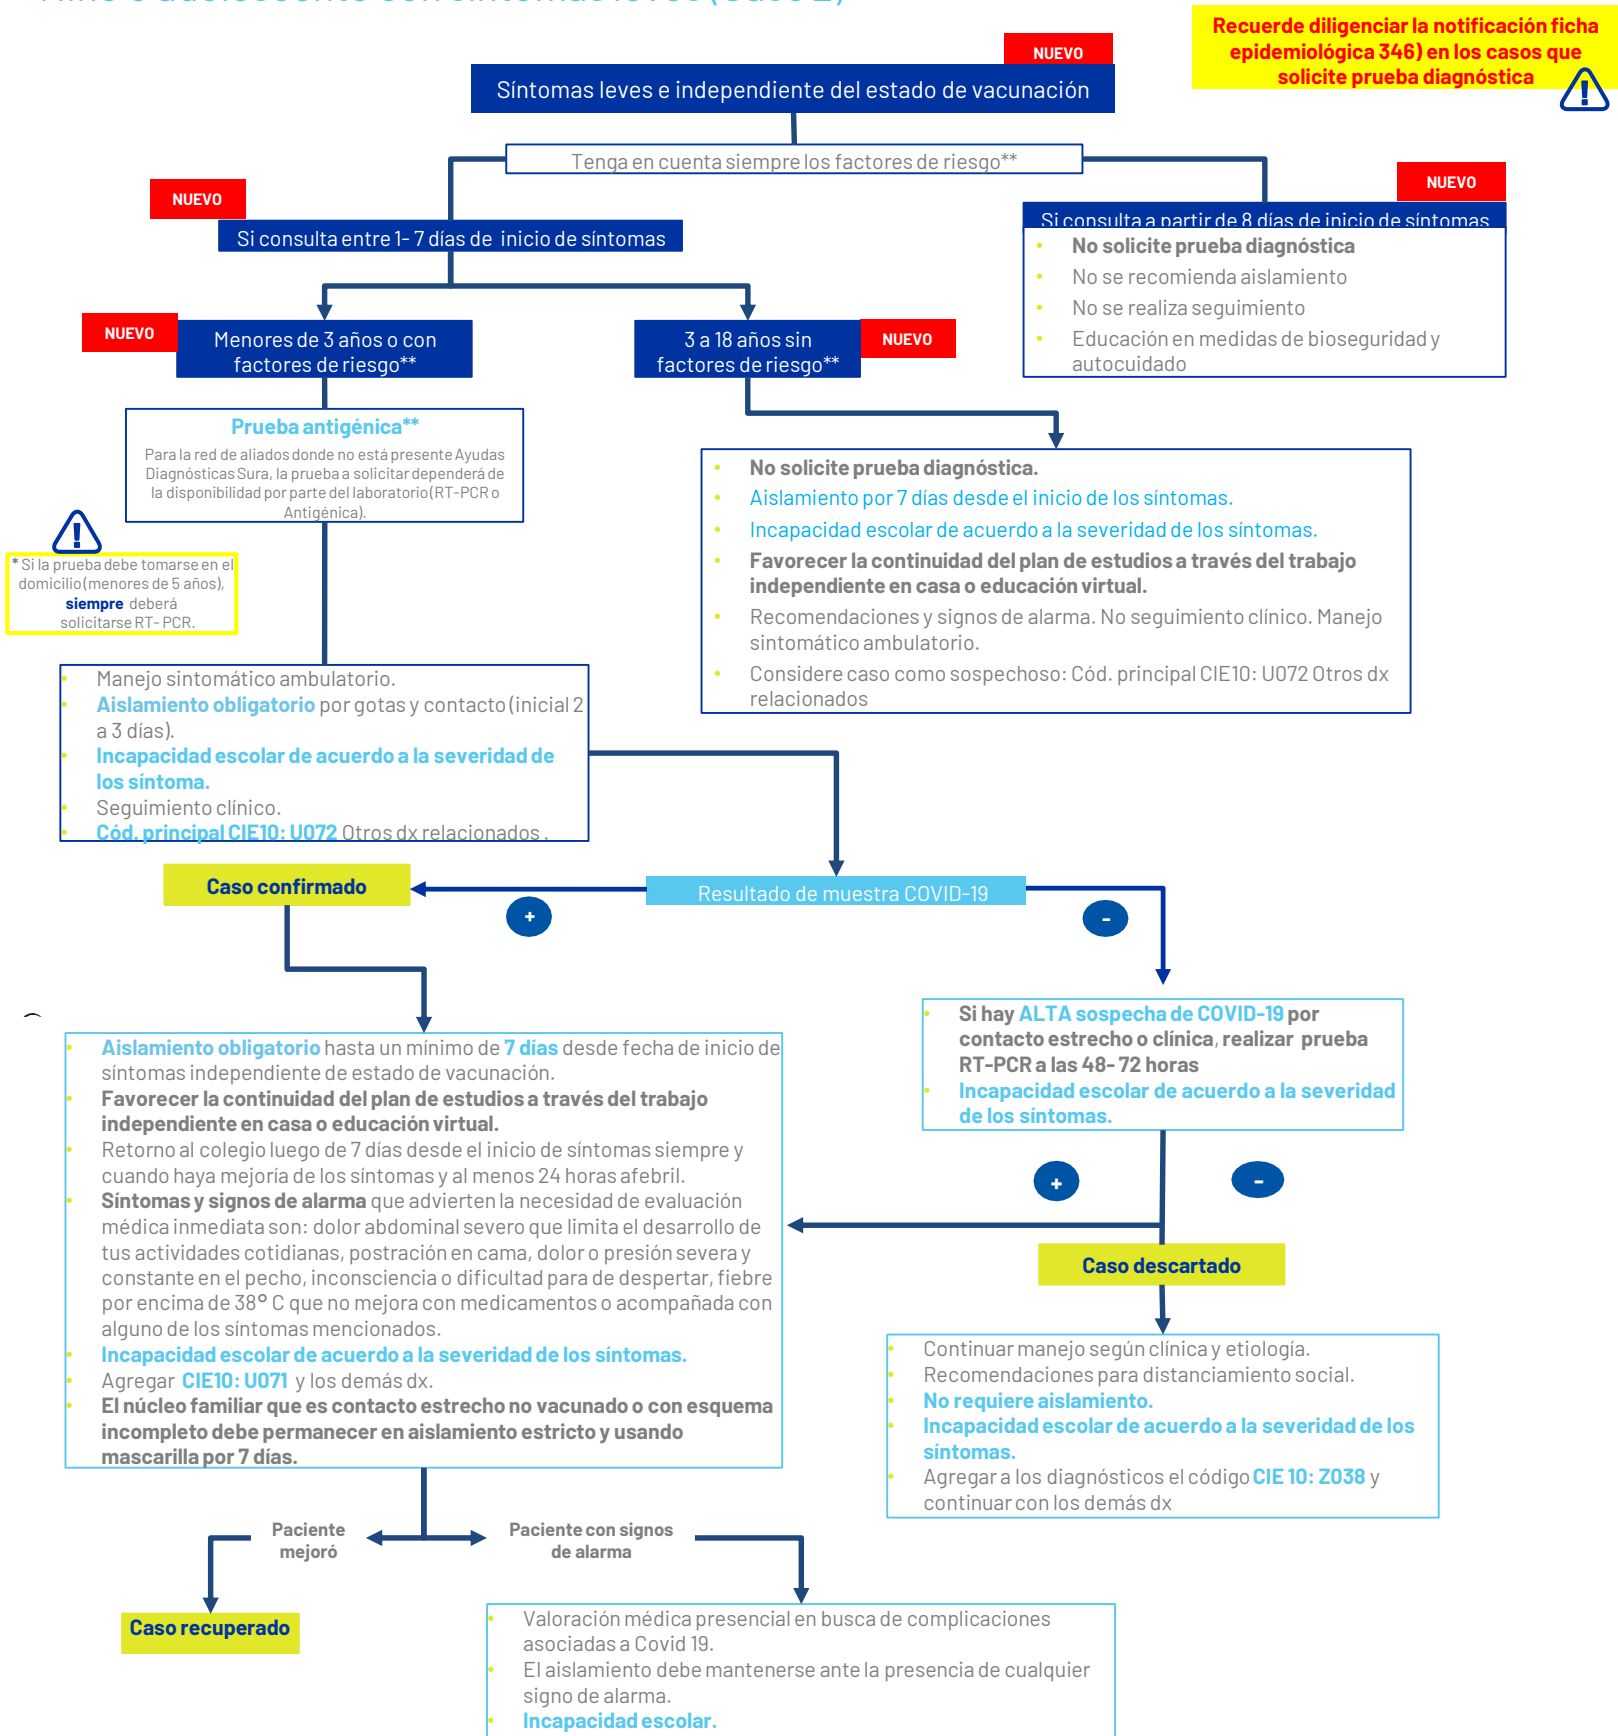 Niño o adolescente con síntomas leves (Caso 2)
Recuerde diligenciar la notificación ficha
epidemiológica 346) en los casos que
solicite prueba diagnóstica
NUEVO
Síntomas leves e independiente del estado de vacunación
Tenga en cuenta siempre los factores de riesgo**
NUEVO
Si consulta entre 1- 7 días de inicio de síntomas
NUEVO
Si consulta a partir de 8 días de inicio de síntomas
• No solicite prueba diagnóstica
• No se recomienda aislamiento
• No se realiza seguimiento
• Educación en medidas de bioseguridad y
autocuidado
NUEVO
Menores de 3 años o con
factores de riesgo**
3 a 18 años sin
factores de riesgo**
NUEVO
Prueba antigénica**
Para la red de aliados donde no está presente Ayudas
Diagnósticas Sura, la prueba a solicitar dependerá de
la disponibilidad por parte del laboratorio (RT-PCR o
Antigénica).
* Si la prueba debe tomarse en el
domicilio (menores de 5 años),
siempre deberá
solicitarse RT- PCR.
• No solicite prueba diagnóstica.
• Aislamiento por 7 días desde el inicio de los síntomas.
• Incapacidad escolar de acuerdo a la severidad de los síntomas.
• Favorecer la continuidad del plan de estudios a través del trabajo
independiente en casa o educación virtual.
• Recomendaciones y signos de alarma. No seguimiento clínico. Manejo
sintomático ambulatorio.
• Considere caso como sospechoso: Cód. principal CIE10: U072 Otros dx
relacionados
• Manejo sintomático ambulatorio.
• Aislamiento obligatorio por gotas y contacto (inicial 2
a 3 días).
• Incapacidad escolar de acuerdo a la severidad de
los síntoma.
• Seguimiento clínico.
• Cód. principal CIE10: U072 Otros dx relacionados .
Caso confirmado
Resultado de muestra COVID-19
+
-
• Si hay ALTA sospecha de COVID-19 por
contacto estrecho o clínica, realizar prueba
RT-PCR a las 48- 72 horas
• Incapacidad escolar de acuerdo a la severidad
de los síntomas.
+
-
• Aislamiento obligatorio hasta un mínimo de 7 días desde fecha de inicio de
síntomas independiente de estado de vacunación.
• Favorecer la continuidad del plan de estudios a través del trabajo
independiente en casa o educación virtual.
• Retorno al colegio luego de 7 días desde el inicio de síntomas siempre y
cuando haya mejoría de los síntomas y al menos 24 horas afebril.
• Síntomas y signos de alarma que advierten la necesidad de evaluación
médica inmediata son: dolor abdominal severo que limita el desarrollo de
tus actividades cotidianas, postración en cama, dolor o presión severa y
constante en el pecho, inconsciencia o dificultad para de despertar, fiebre
por encima de 38° C que no mejora con medicamentos o acompañada con
alguno de los síntomas mencionados.
• Incapacidad escolar de acuerdo a la severidad de los síntomas.
• Agregar CIE10: U071 y los demás dx.
• El núcleo familiar que es contacto estrecho no vacunado o con esquema
incompleto debe permanecer en aislamiento estricto y usando
mascarilla por 7 días.
Caso descartado
• Continuar manejo según clínica y etiología.
• Recomendaciones para distanciamiento social.
• No requiere aislamiento.
• Incapacidad escolar de acuerdo a la severidad de los
síntomas.
• Agregar a los diagnósticos el código CIE 10: Z038 y
continuar con los demás dx
Paciente
mejoró
Paciente con signos
de alarma
Caso recuperado
• Valoración médica presencial en busca de complicaciones
asociadas a Covid 19.
• El aislamiento debe mantenerse ante la presencia de cualquier
signo de alarma.
• Incapacidad escolar.